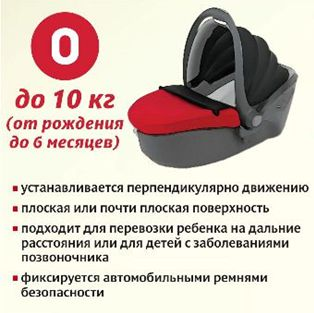 0
до 10 кг
(от рождения
до 6 месяцев)
▪ устанавливается перпендикулярно движению
▪ плоская или почти плоская поверхность
▪ подходит для перевозки ребенка на дальние
расстояния или для детей с заболеваниями
позвоночника
▪ фиксируется автомобильными ремнями
безопасности